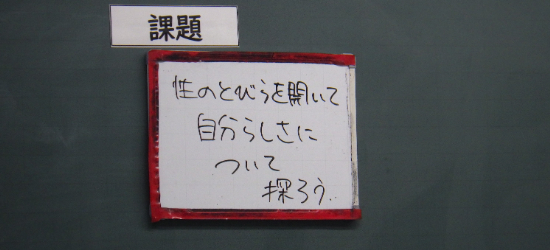 課題
性のとびらを開いて
自分らしさに
ついて
探ろう..